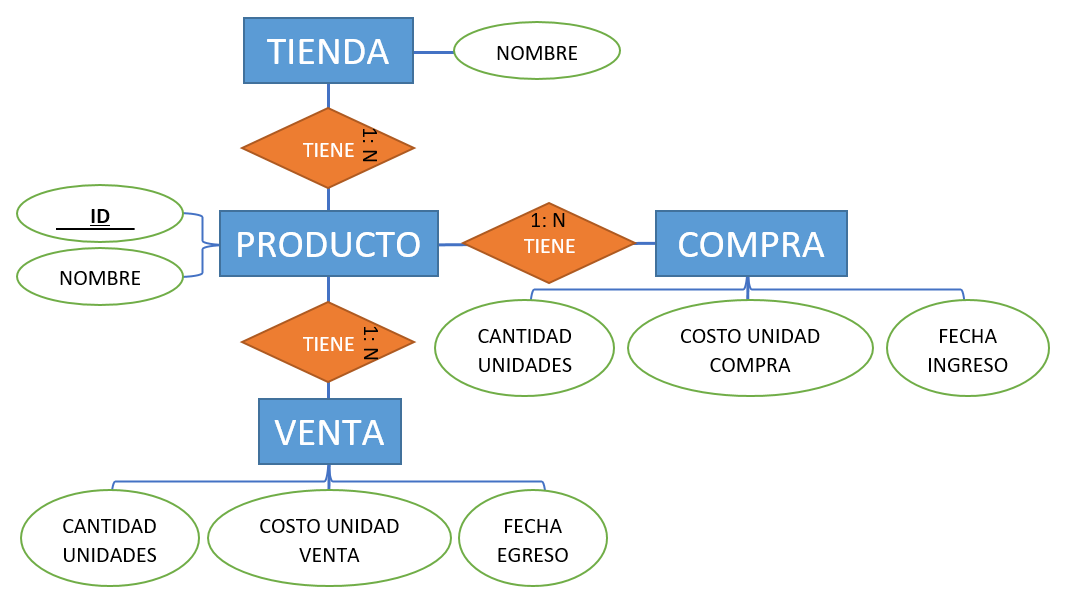 TIENDA
NOMBRE
TIENE
1: N
ID
NOMBRE
PRODUCTO
1: N
TIENE
COMPRA
CANTIDAD
UNIDADES
COSTO UNIDAD
COMPRA
FECHA
INGRESO
TIENE
1: N
VENTA
CANTIDAD
UNIDADES
COSTO UNIDAD
VENTA
FECHA
EGRESO